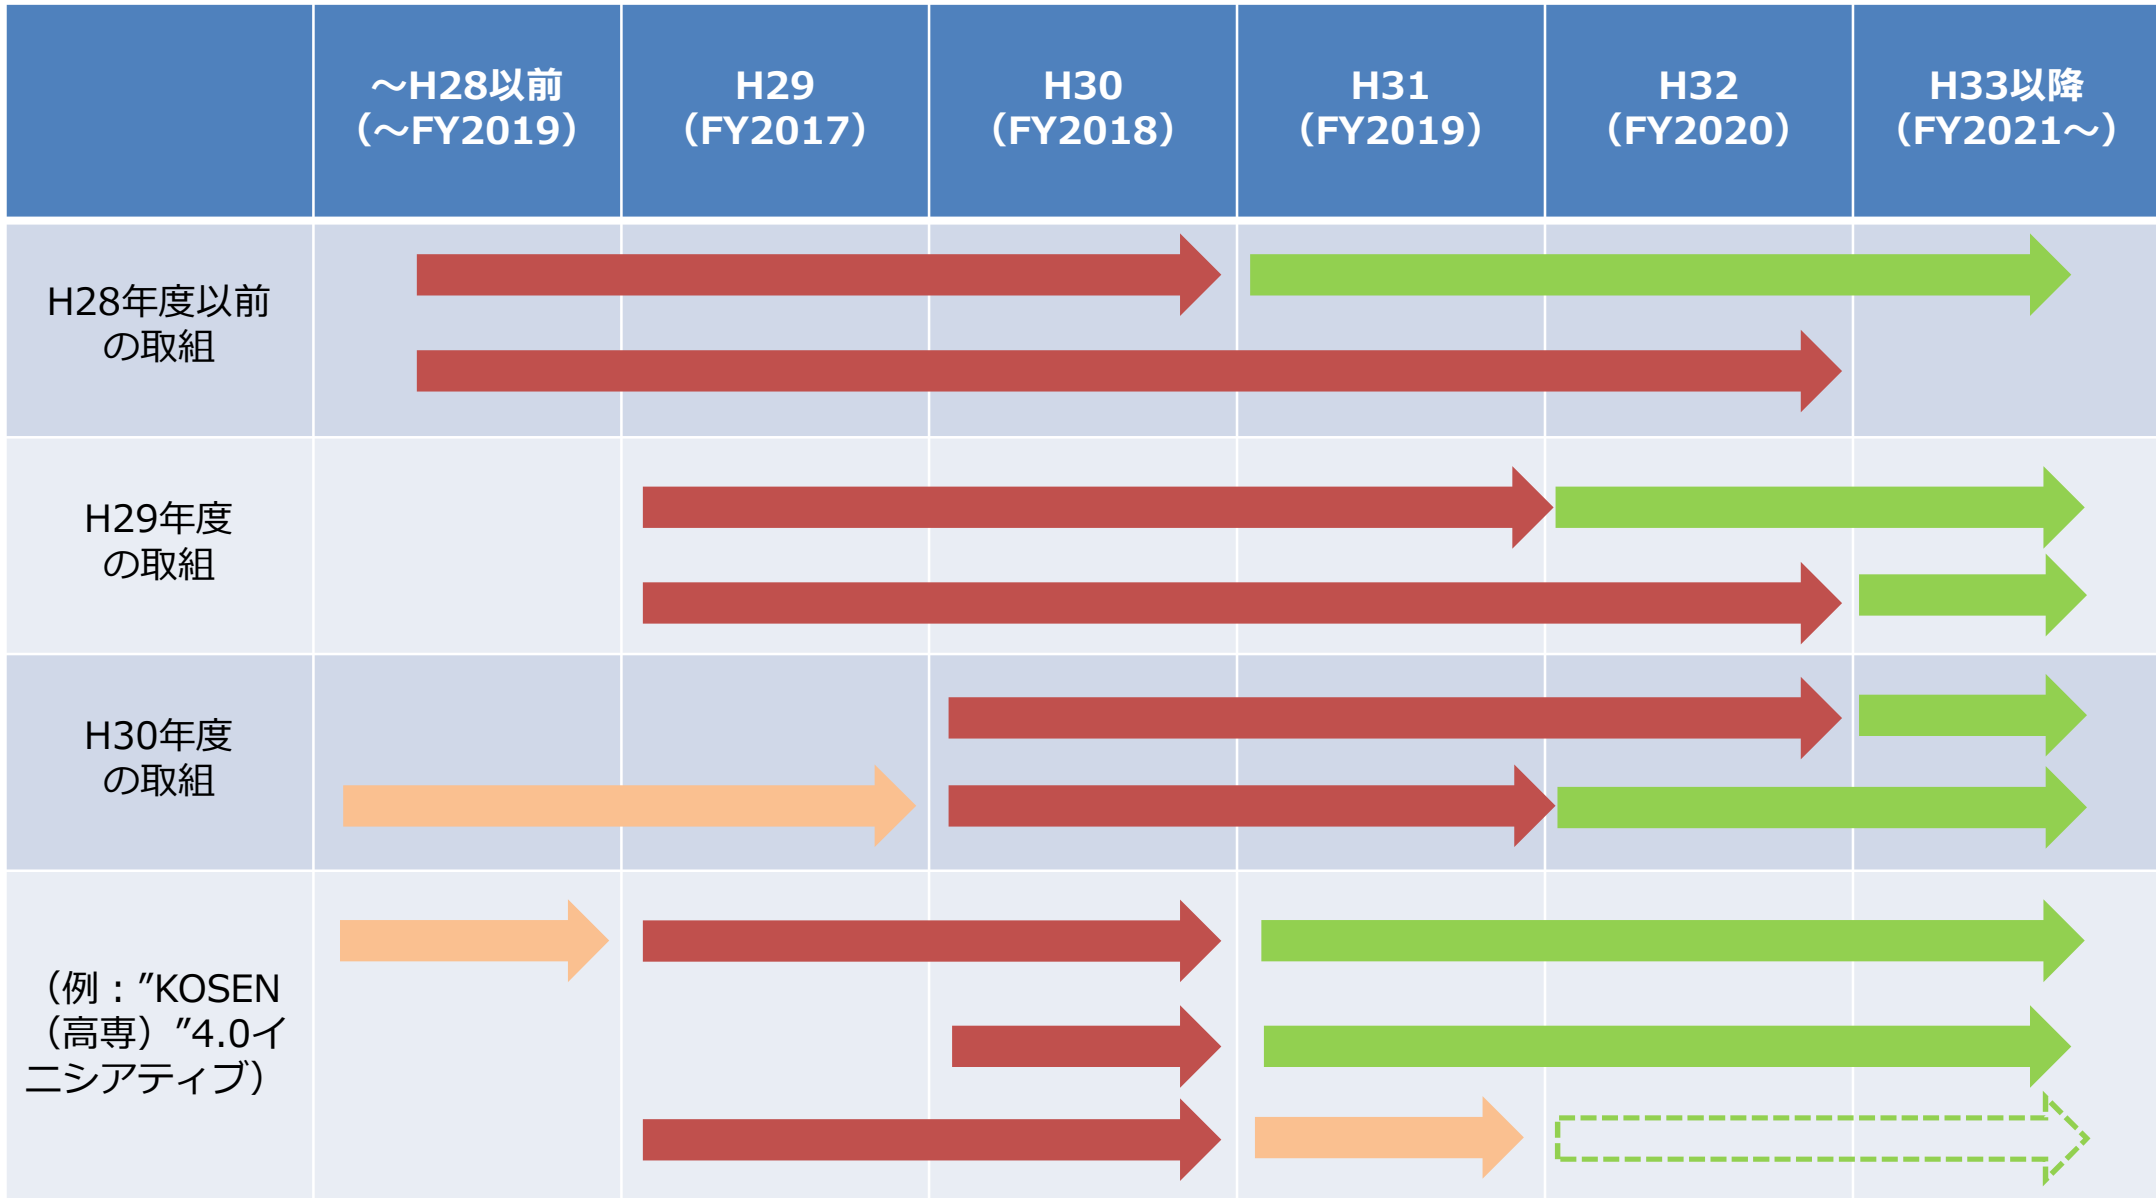 ～H28以前
（～FY2019）
H29
（FY2017）
H30
（FY2018）
H31
（FY2019）
H32
（FY2020）
H33以降
（FY2021～）
H28年度以前
の取組
H29年度
の取組
H30年度
の取組
（例：”KOSEN
（高専）”4.0イ
ニシアティブ）